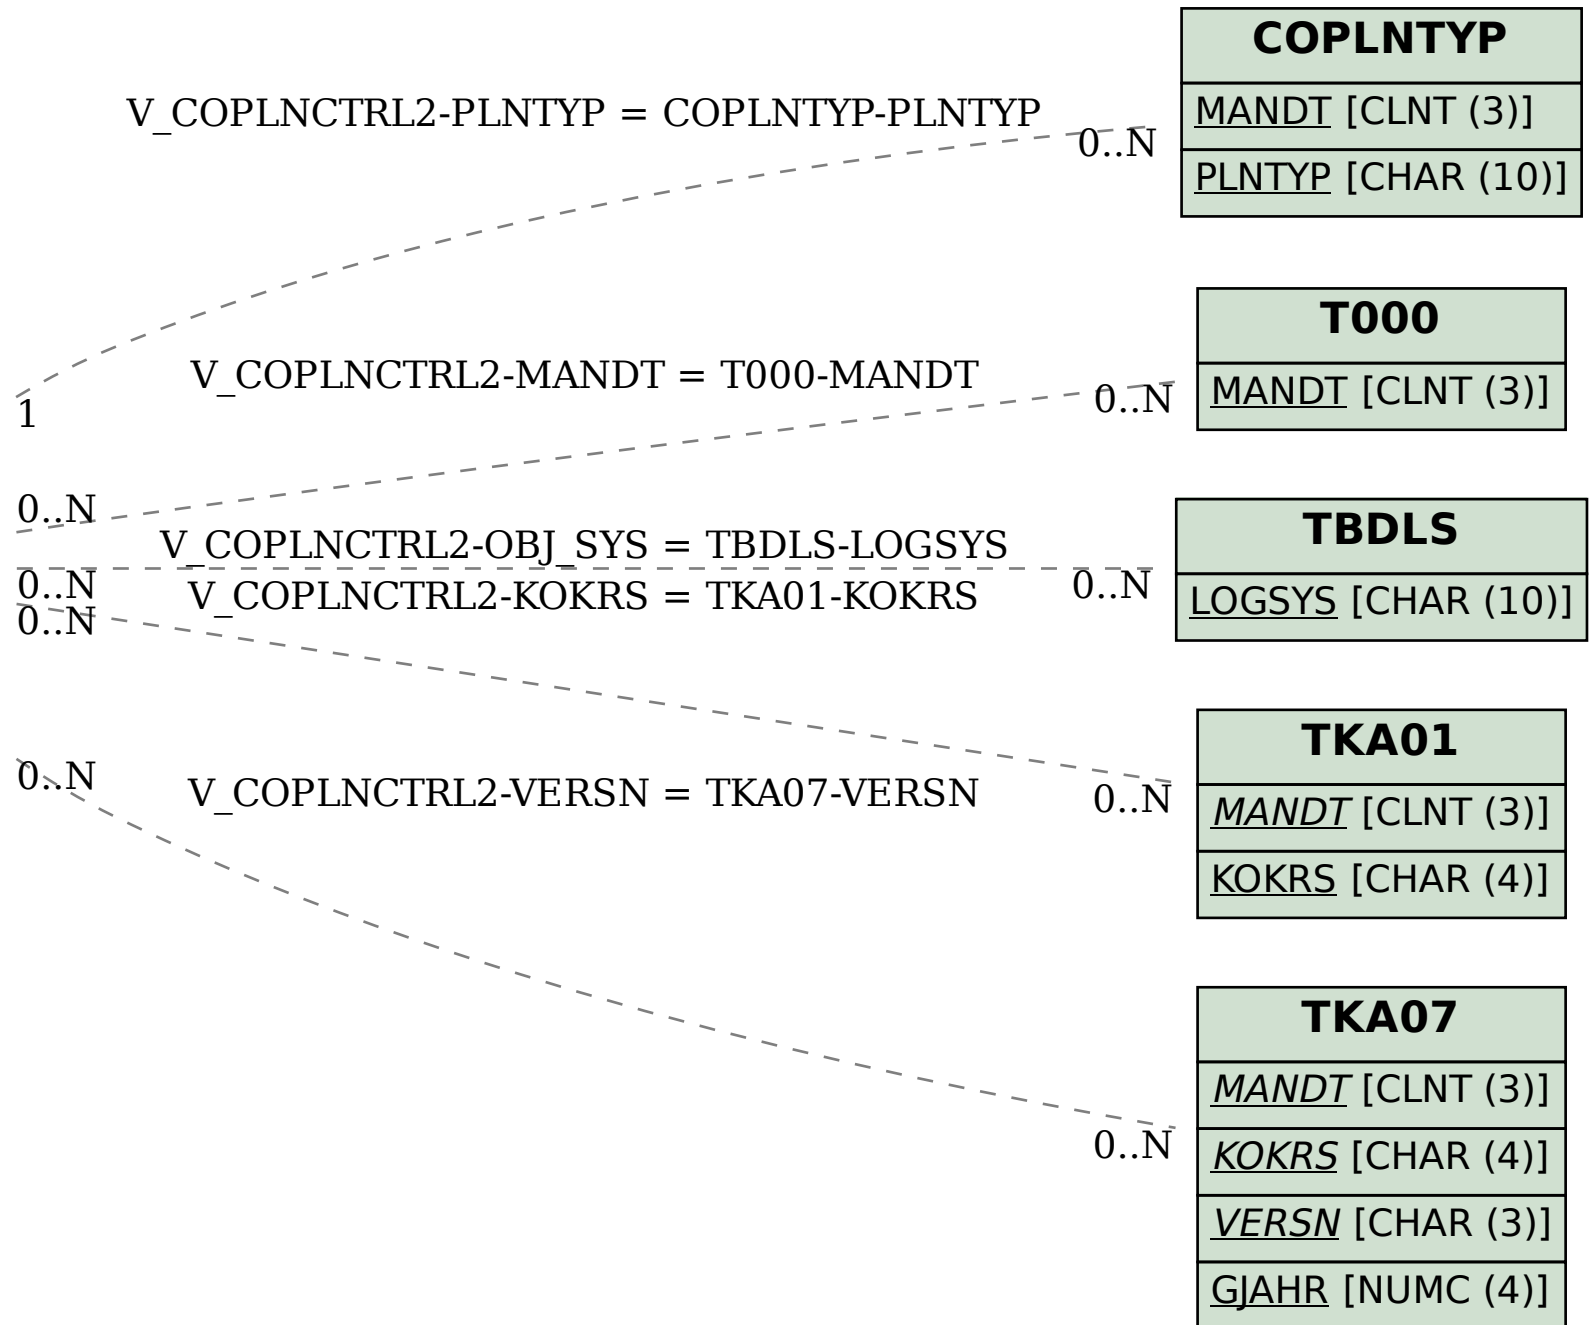 COPLNTYP
V_COPLNCTRL2-PLNTYP = COPLNTYP-PLNTYP
MANDT [CLNT (3)]
0..N
PLNTYP [CHAR (10)]
T000
V_COPLNCTRL2-MANDT = T000-MANDT
MANDT [CLNT (3)]
0..N
1
0..N
TBDLS
V_COPLNCTRL2-OBJ_SYS = TBDLS-LOGSYS
0..N
0..N
V_COPLNCTRL2-KOKRS = TKA01-KOKRS
LOGSYS [CHAR (10)]
0..N
TKA01
0..N
V_COPLNCTRL2-VERSN = TKA07-VERSN
0..N
MANDT [CLNT (3)]
KOKRS [CHAR (4)]
TKA07
MANDT [CLNT (3)]
0..N
KOKRS [CHAR (4)]
VERSN [CHAR (3)]
GJAHR [NUMC (4)]